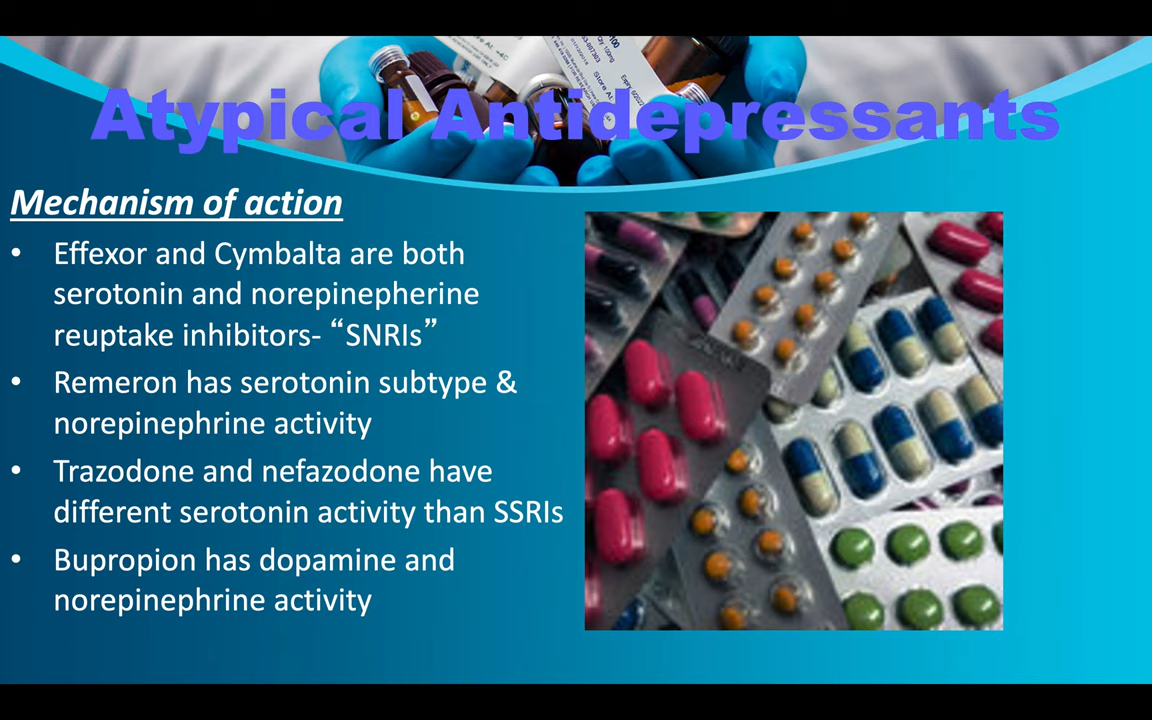 Atypical Antidepressants
Mechanism of action
• Effexor and Cymbalta are both
serotonin and norepinepherine
reuptake inhibitors- “SNRIs”
• Remeron has serotonin subtype &
norepinephrine activity
• Trazodone and nefazodone have
different serotonin activity than SSRIs
• Bupropion has dopamine and
norepinephrine activity